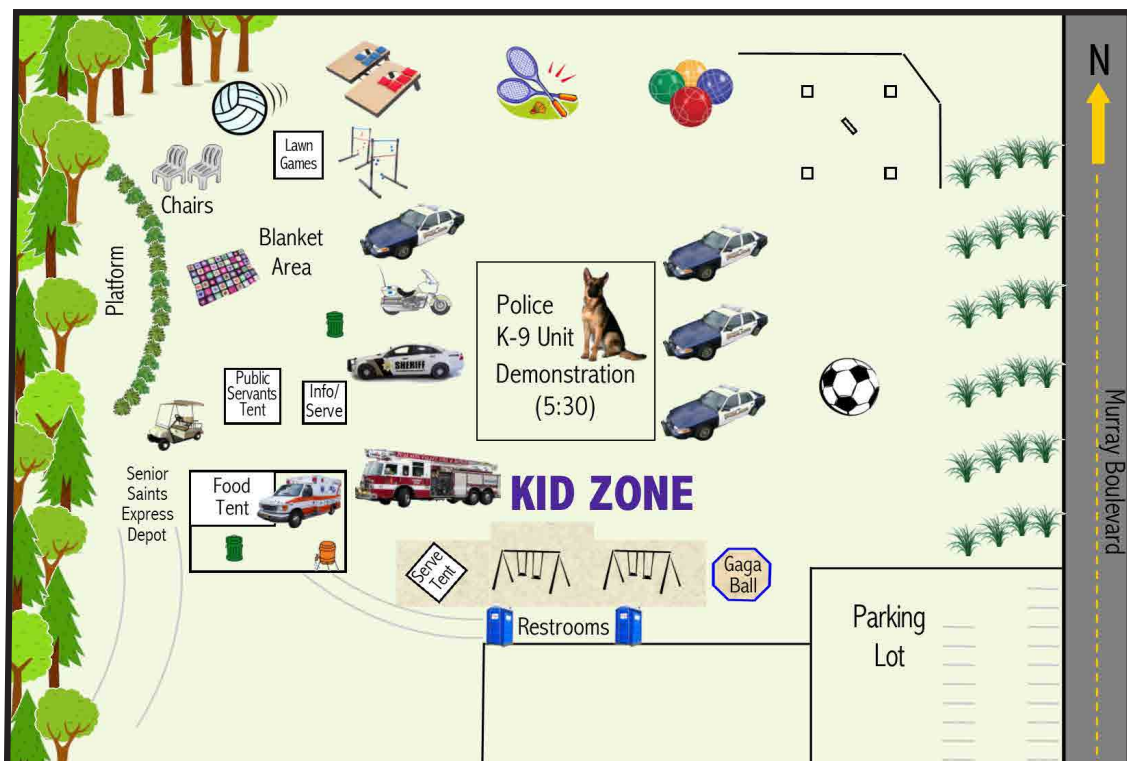 N
Lawn
Games
Chairs
Blanket
Area
Platform
Police
K-9 Unit
Demonstration
(5:30)
SHERIFF
Public
Servants
Tent
Info/
Serve
Murray Boulevard
Senior
Saints
Express
Depot
Food
Tent
KID ZONE
Serve
Tent
Gaga
Ball
Restrooms
Parking
Lot